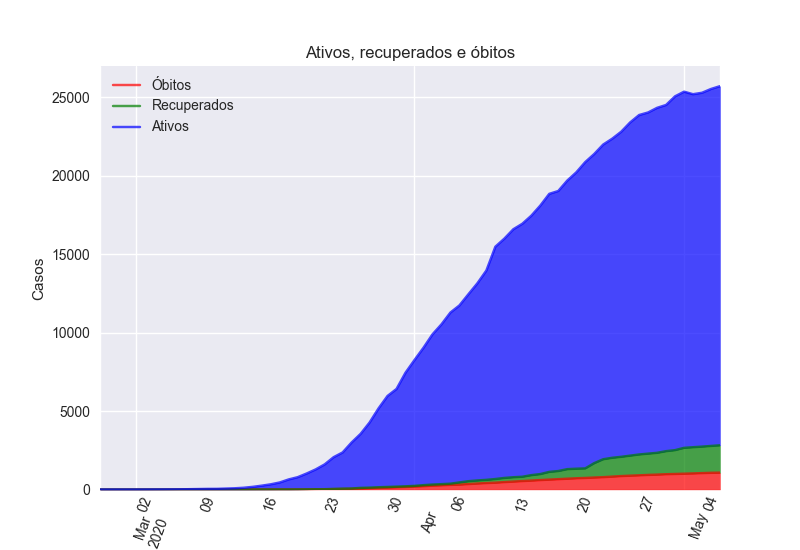 Ativos, recuperados e óbitos
Óbitos
Recuperados
Ativos
Casos
25000
20000
15000
10000
5000
0
Mar 02
2020
09
16
23
30
Apr
06
13
20
27
May 04